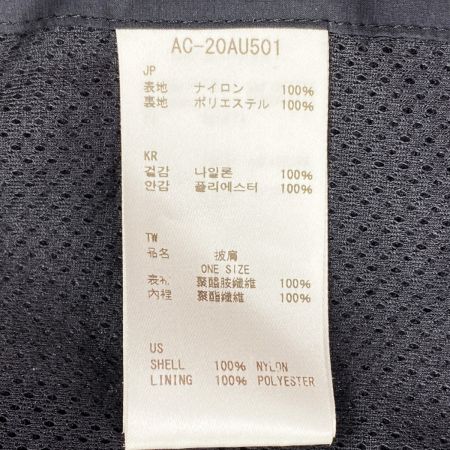 AC-20AU501
JP
表地 ナイロン 100%
裏地 ポリエステル 100%
KR
겉감 나일론 100%
안감 폴리에스터 100%
TW
品名 披肩
ONE SIZE
表布 聚醯胺纖維 100%
內裡 聚酯纖維 100%
US
SHELL 100% NYLON
LINING 100% POLYESTER